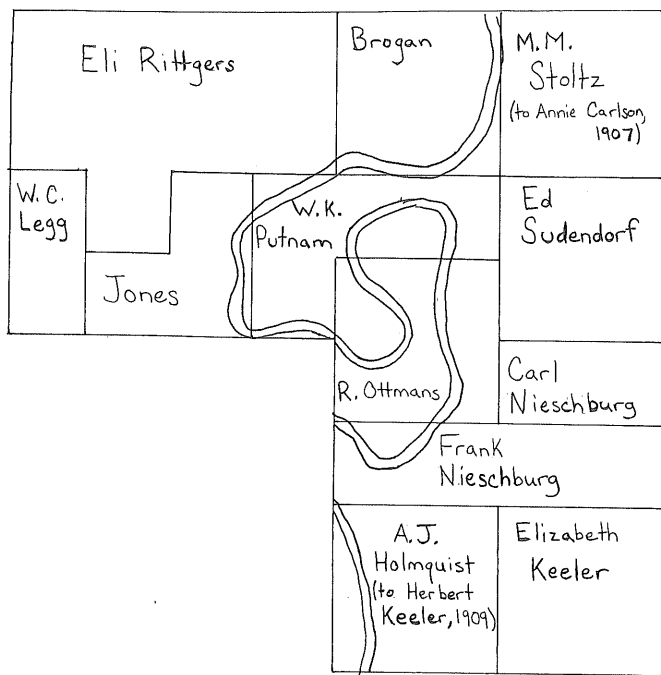 Eli Rittgers
Brogan
M.M.
Stoltz
(to Annie Carlson,
1907)
W.C.
Legg
Jones
W.K.
Putnam
Ed
Sudendorf
R. Ottmans
Carl
Nieschburg
Frank
Nieschburg
A.J.
Holmquist
(to Herbert
Keeler, 1909)
Elizabeth
Keeler